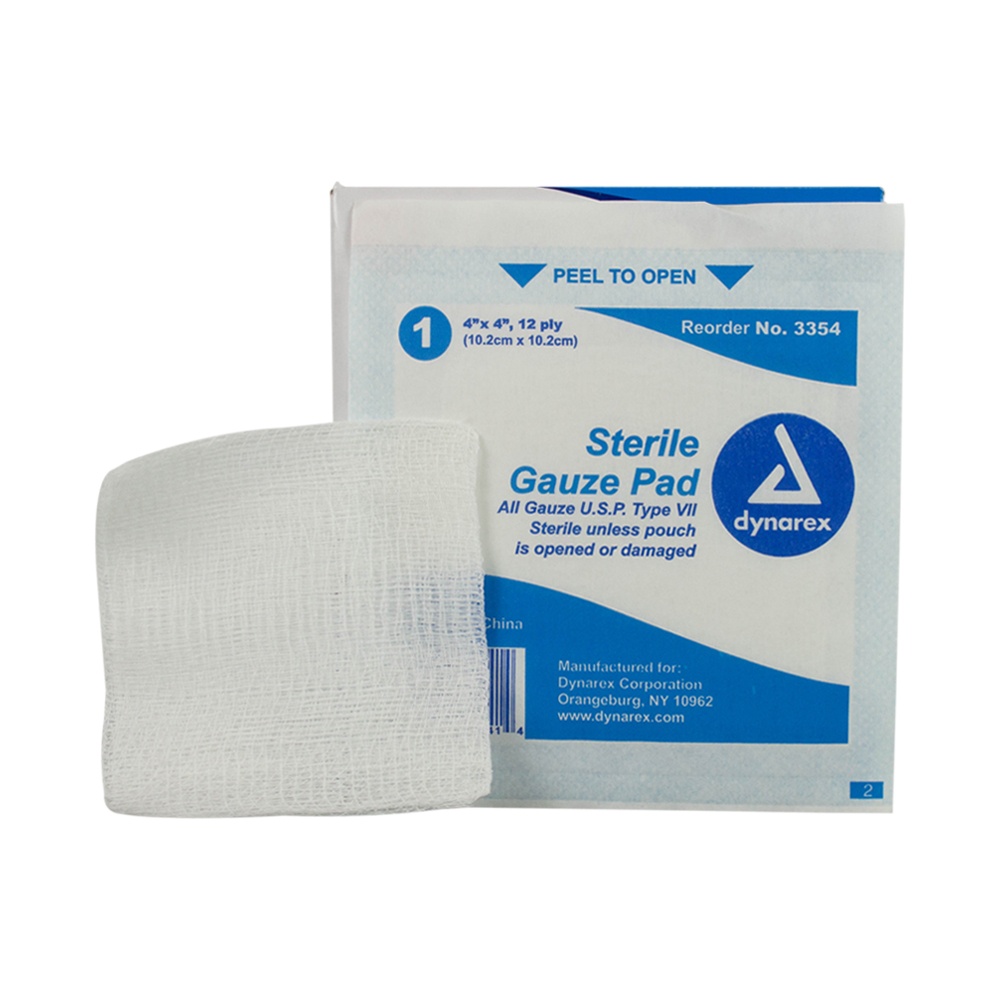 PEEL TO OPEN
1
4”x 4”, 12 ply
(10.2cm x 10.2cm)
Reorder No. 3354
Sterile
Gauze Pad
All Gauze U.S.P. Type VII
Sterile unless pouch
is opened or damaged
dynarex
China
Manufactured for:
Dynarex Corporation
Orangeburg, NY 10962
www.dynarex.com
4
2